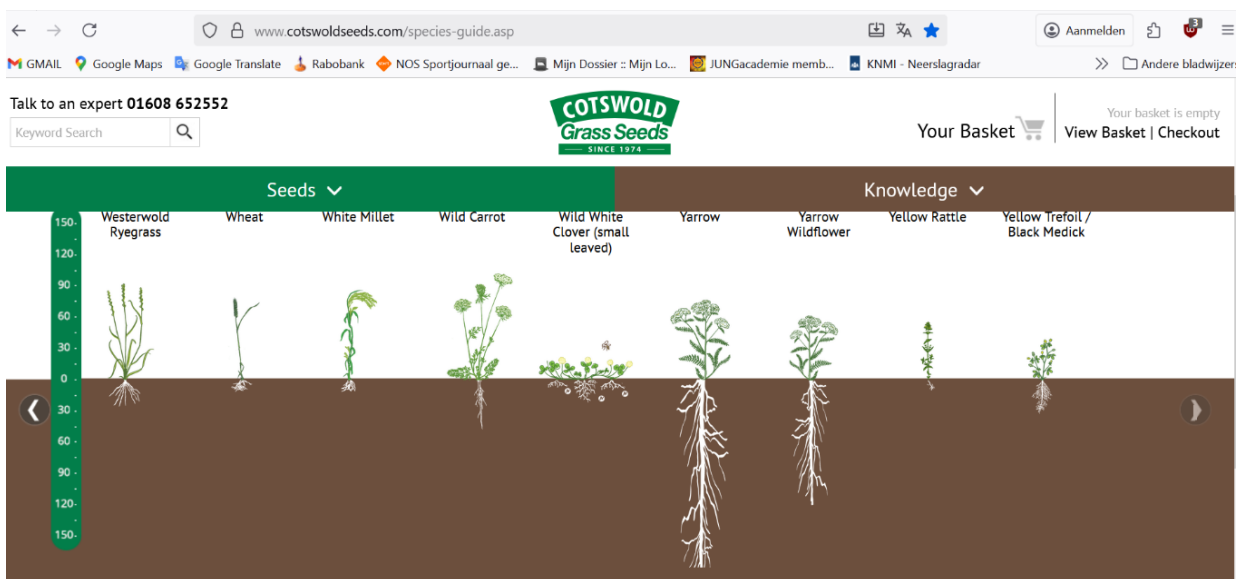 www.cotswoldseeds.com/species-guide.asp
Aanmelden
3
GMAIL
Google Maps
Google Translate
Rabobank
NOS Sportjournaal ge...
Mijn Dossier :: Mijn Lo...
JUNGacademie memb...
KNMI - Neerslagradar
Andere bladwijzers
Talk to an expert 01608 652552
Keyword Search
COTSWOLD
Grass Seeds
SINCE 1974
Your Basket
Your basket is empty
View Basket | Checkout
Seeds
Knowledge
Westerwold
Ryegrass
Wheat
White Millet
Wild Carrot
Wild White
Clover (small
leaved)
Yarrow
Yarrow
Wildflower
Yellow Rattle
Yellow Trefoil /
Black Medick
150
120
90
60
30
0
30
60
90
120
150